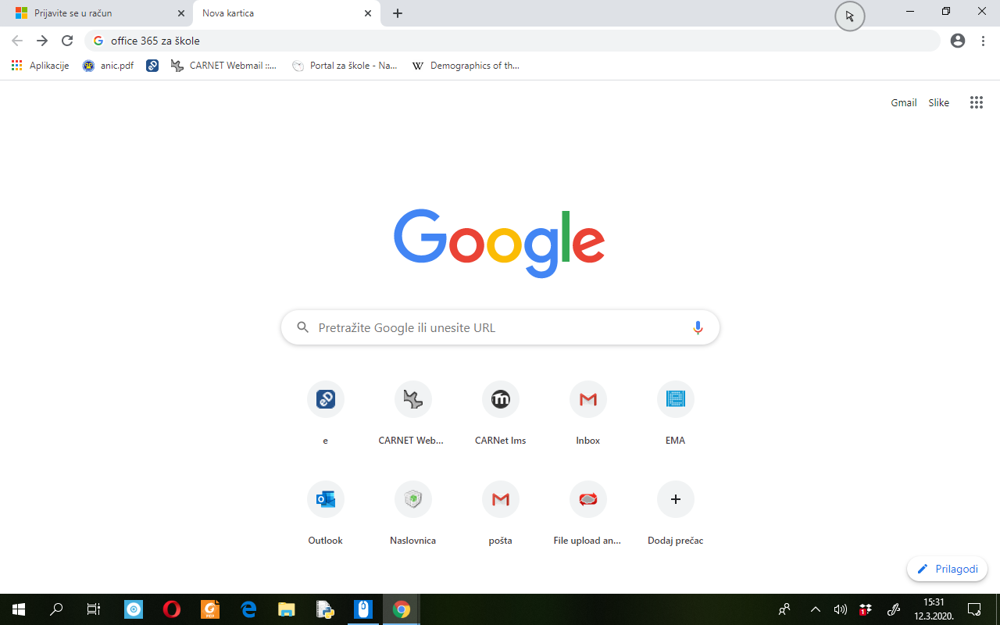 Prijavite se u račun
Nova kartica
office 365 za škole
Aplikacije
anic.pdf
CARNET Webmail ::...
Portal za škole - Na...
Demographics of th...
Gmail
Slike
Google
Pretražite Google ili unesite URL
e
CARNET Web...
CARNet lms
Inbox
EMA
Outlook
Naslovnica
pošta
File upload an...
Dodaj prečac
Prilagodi
15:31
12.3.2020.